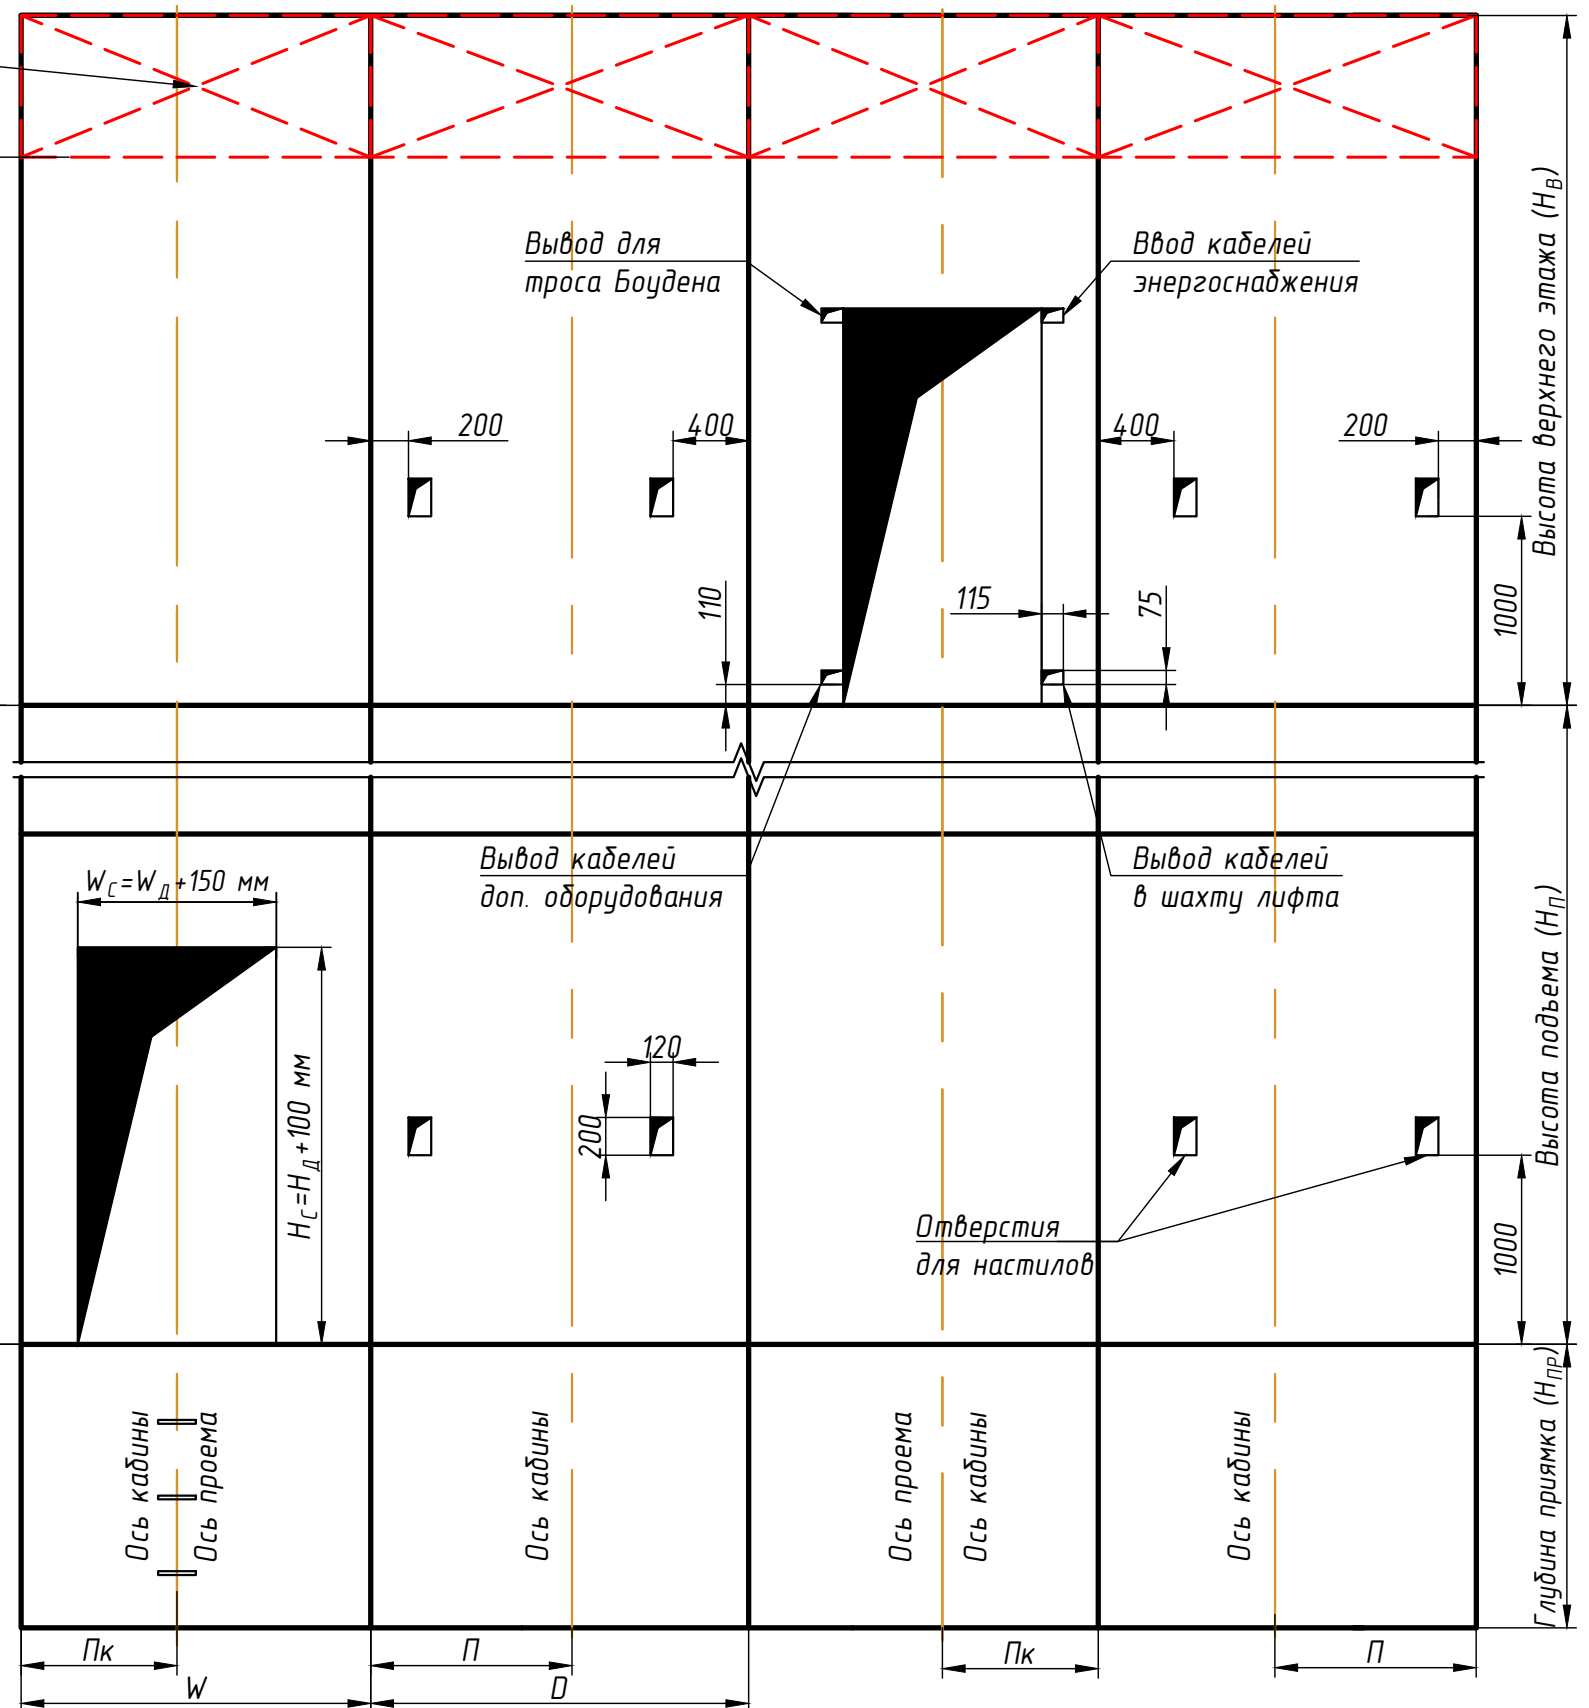 Вывод для
троса Боудена
Ввод кабелей
энергоснабжения
Высота верхнего этажа (HВ)
200
400
400
200
110
115
75
1000
Вывод кабелей
доп. оборудования
Вывод кабелей
в шахту лифта
WС=WД+150 мм
HС=HД+100 мм
120
200
Высота подъема (HП)
Отверстия
для настилов
1000
Ось кабины
Ось проема
Ось кабины
Ось проема
Ось кабины
Ось кабины
Глубина приямка (HПР)
Пк
П
Пк
П
W
D